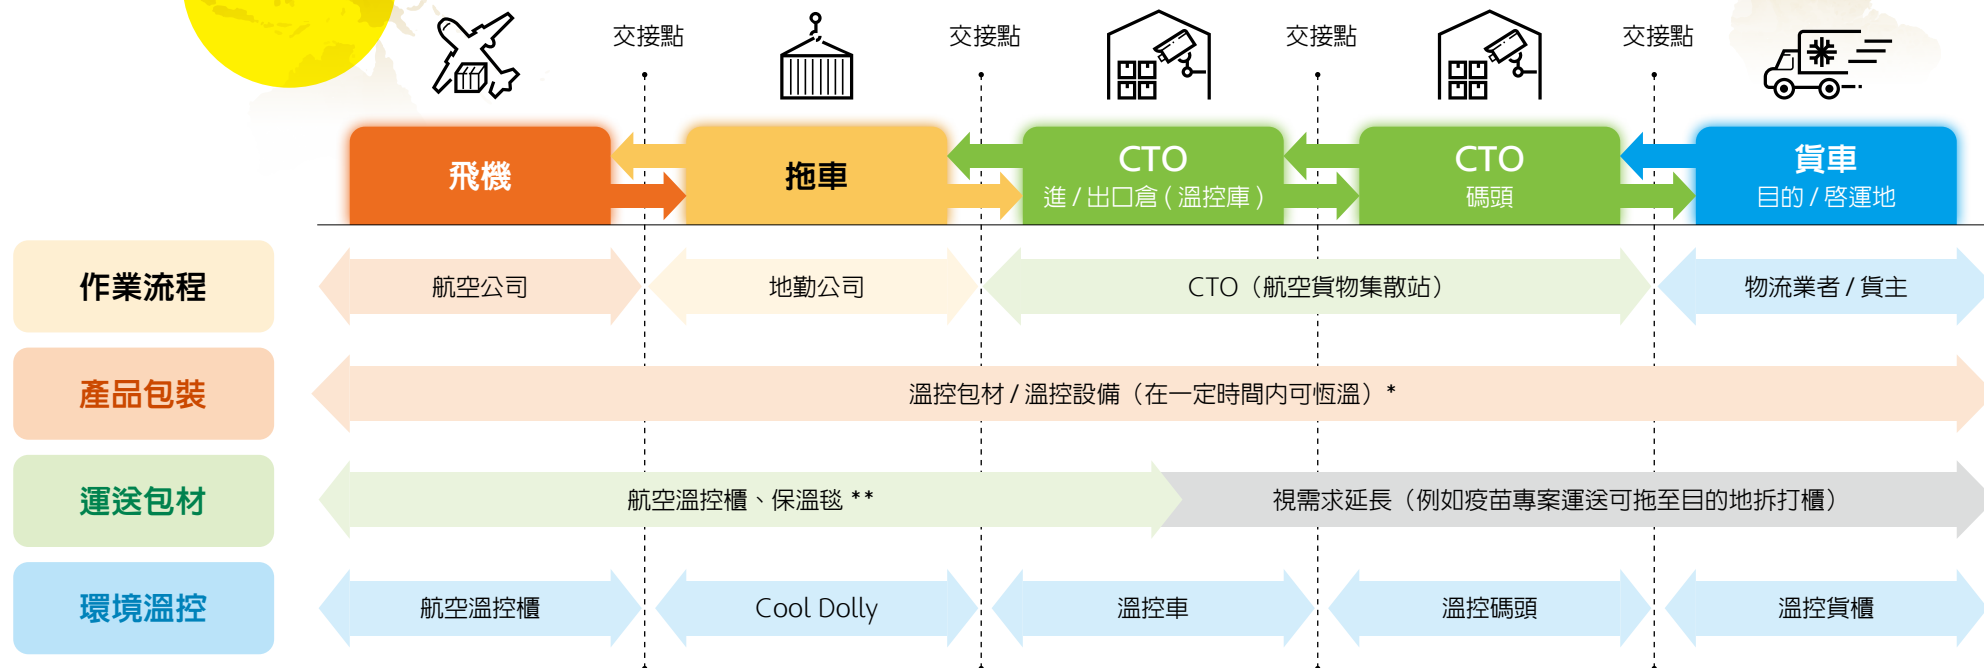 交接點
交接點
交接點
交接點
飛機
拖車
CTO
進 / 出口倉 ( 溫控庫 )
CTO
碼頭
貨車
目的 / 啓運地
作業流程
航空公司
地勤公司
CTO（航空貨物集散站）
物流業者 / 貨主
產品包裝
溫控包材 / 溫控設備（在一定時間內可恆溫）*
運送包材
航空溫控櫃、保溫毯 **
視需求延長（例如疫苗專案運送可拖至目的地拆打櫃）
環境溫控
航空溫控櫃
Cool Dolly
溫控車
溫控碼頭
溫控貨櫃